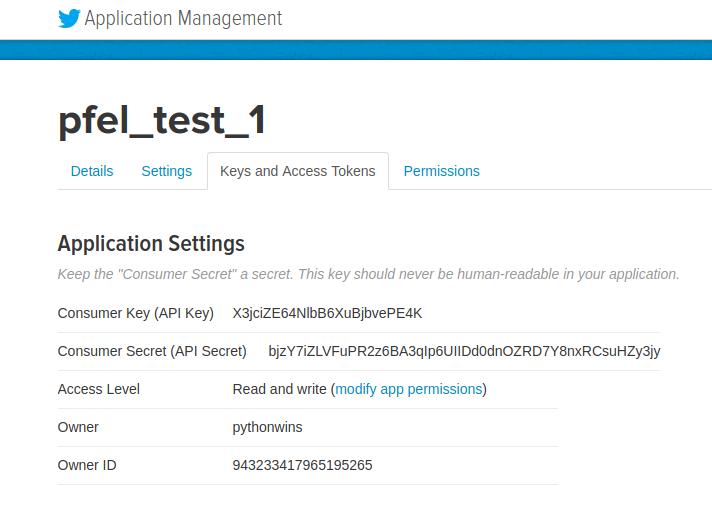 Application Management
pfel_test_1
Details Settings Keys and Access Tokens Permissions
Application Settings
Keep the "Consumer Secret" a secret. This key should never be human-readable in your application.
Consumer Key (API Key) X3jciZE64NlbB6XuBjbvePE4K
Consumer Secret (API Secret) bjzY7iZLVFuPR2z6BA3qIp6UIIDd0dnOZRD7Y8nxRCsuHZy3jy
Access Level Read and write (modify app permissions)
Owner pythonwins
Owner ID 943233417965195265